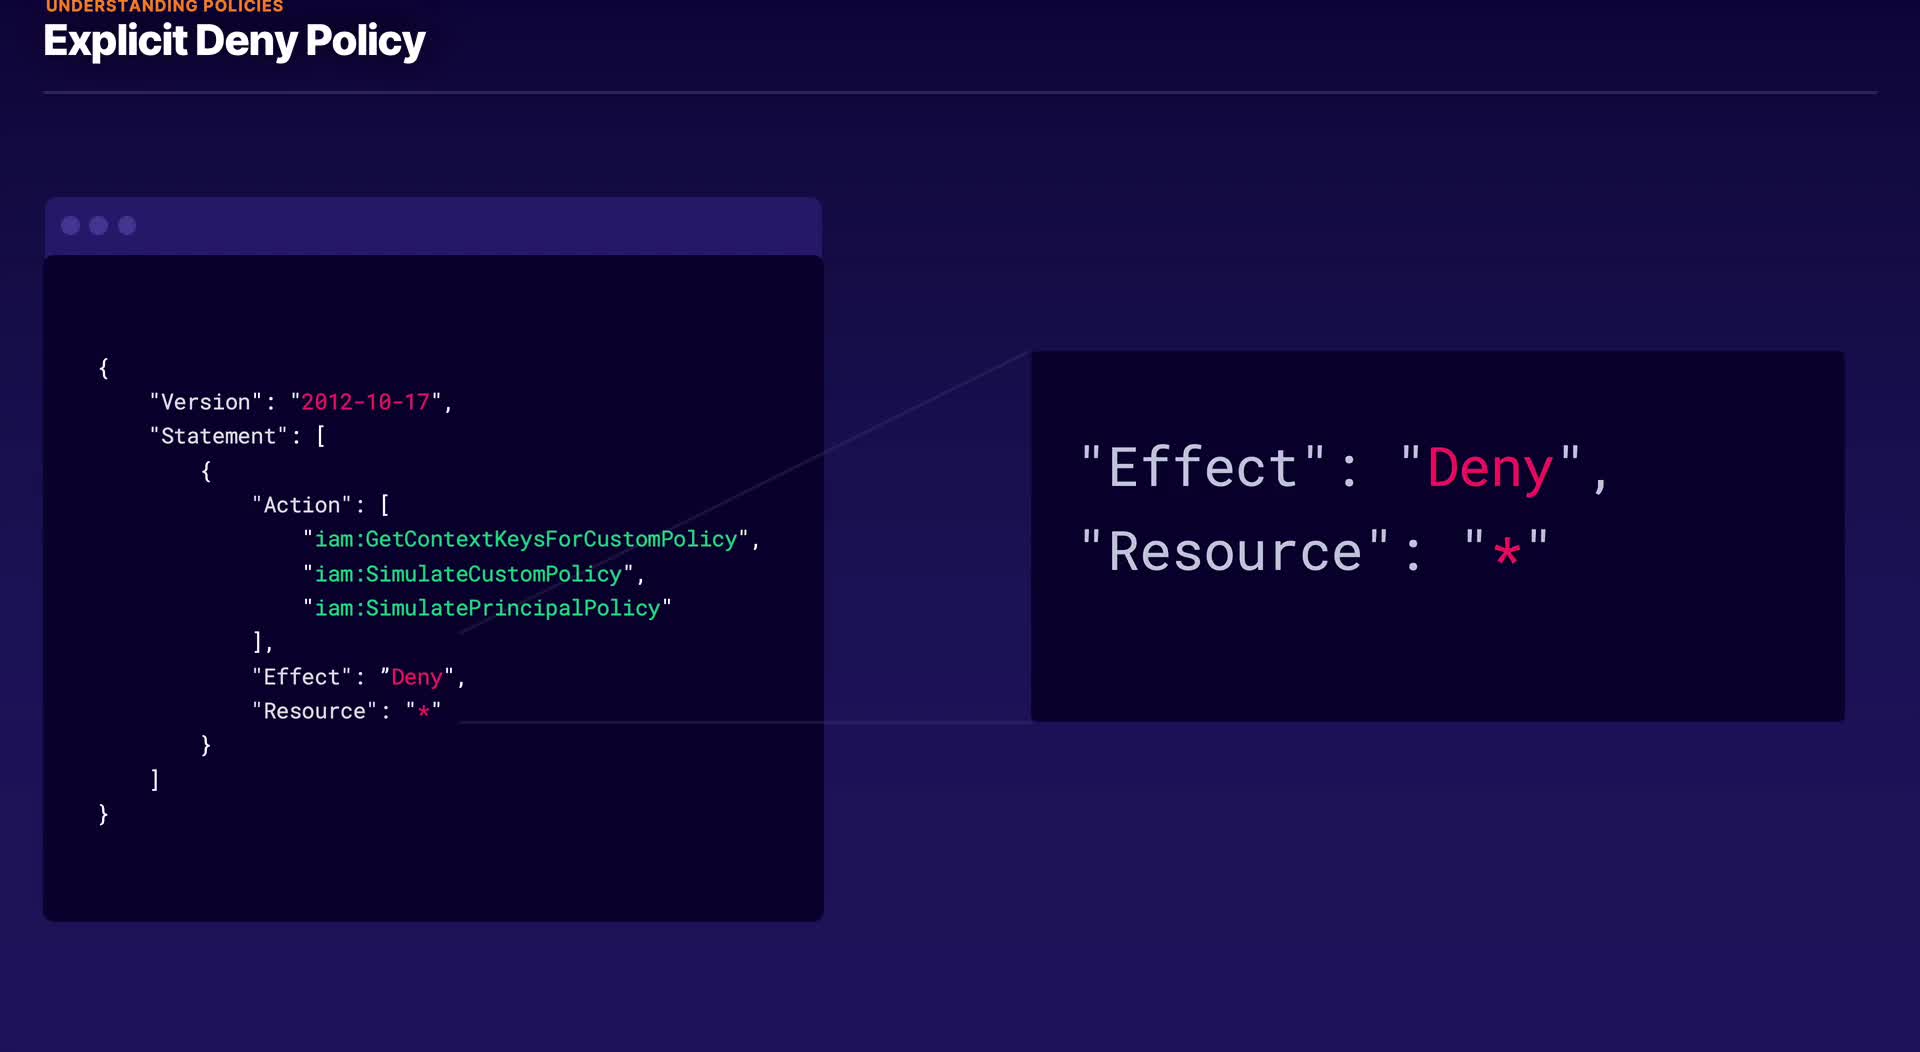 UNDERSTANDING POLICIES
Explicit Deny Policy
{
"Version": "2012-10-17",
"Statement": [
{
"Action": [
"iam:GetContextKeysForCustomPolicy",
"iam:SimulateCustomPolicy",
"iam:SimulatePrincipalPolicy"
],
"Effect": ”Deny",
"Resource": "*"
}
]
}
"Effect": "Deny",
"Resource": "*"